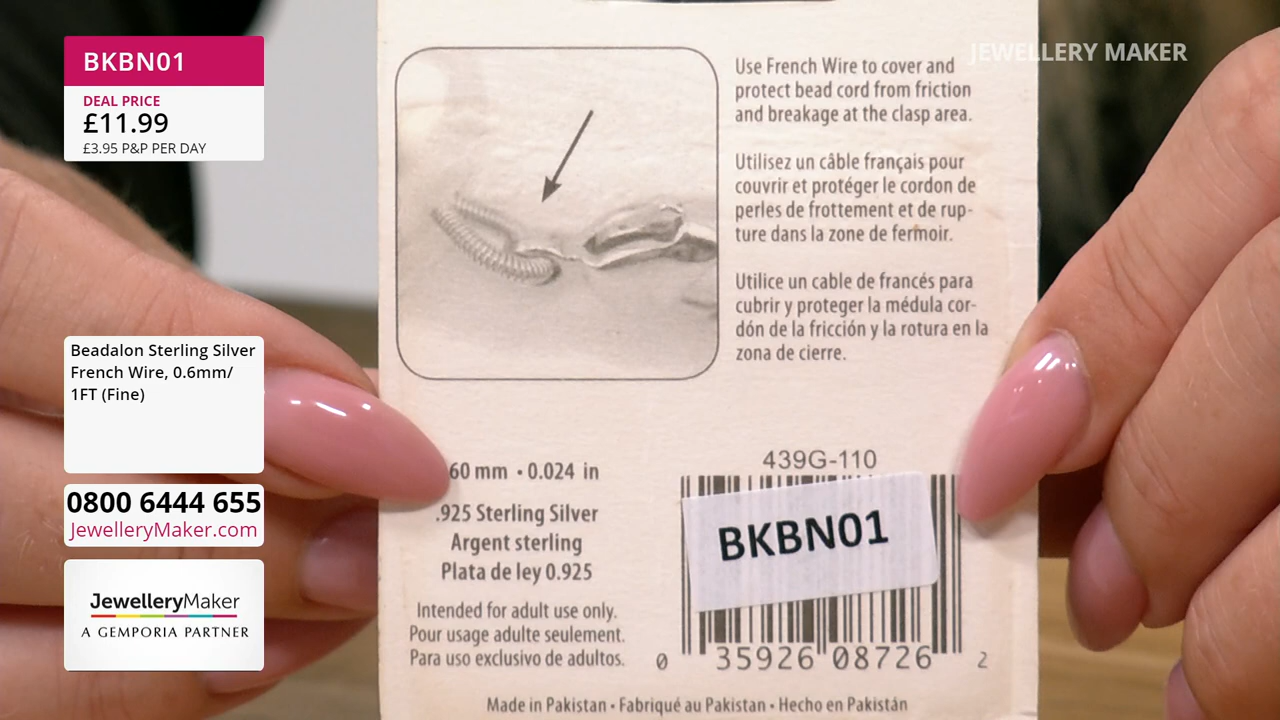 BKBN01
DEAL PRICE
£11.99
£3.95 P&P PER DAY
Beadalon Sterling Silver
French Wire, 0.6mm/
1FT (Fine)
0800 6444 655
JewelleryMaker.com
JewelleryMaker
A GEMPORIA PARTNER
JEWELLERY MAKER
Use French Wire to cover and
protect bead cord from friction
and breakage at the clasp area.
Utilisez un câble français pour
couvrir et protéger le cordon de
perles de frottement et de rup-
ture dans la zone de fermoir.
Utilice un cable de francés para
cubrir y proteger la médula cor-
dón de la fricción y la rotura en la
zona de cierre.
60 mm • 0.024 in
.925 Sterling Silver
Argent sterling
Plata de ley 0.925
Intended for adult use only.
Pour usage adulte seulement.
Para uso exclusivo de adultos.
439G-110
BKBN01
0 35926 08726 2
Made in Pakistan • Fabriqué au Pakistan • Hecho en Pakistán